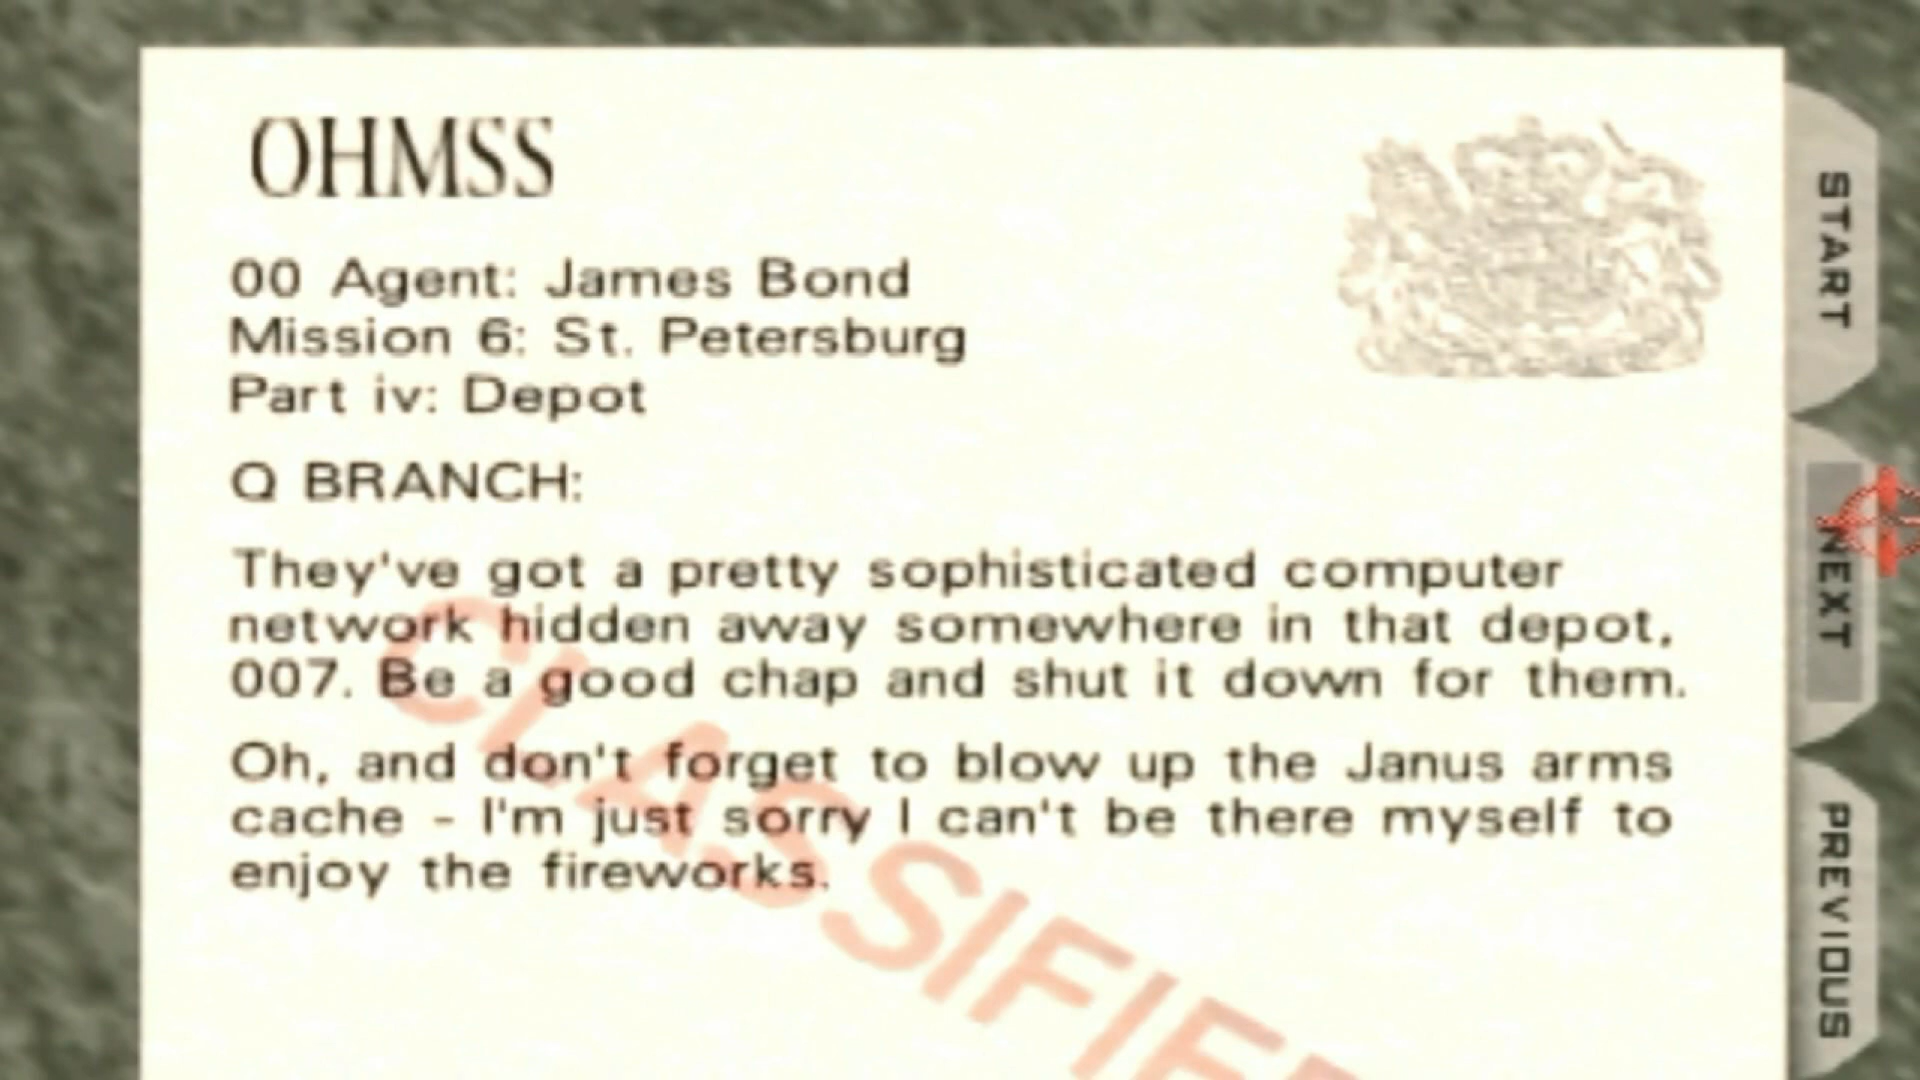 OHMSS
00 Agent: James Bond
Mission 6: St. Petersburg
Part iv: Depot
Q BRANCH:
They've got a pretty sophisticated computer
network hidden away somewhere in that depot,
007. Be a good chap and shut it down for them.
Oh, and don't forget to blow up the Janus arms
cache - I'm just sorry I can't be there myself to
enjoy the fireworks.
CLASSIFIE
START
NEXT
PREVIOUS